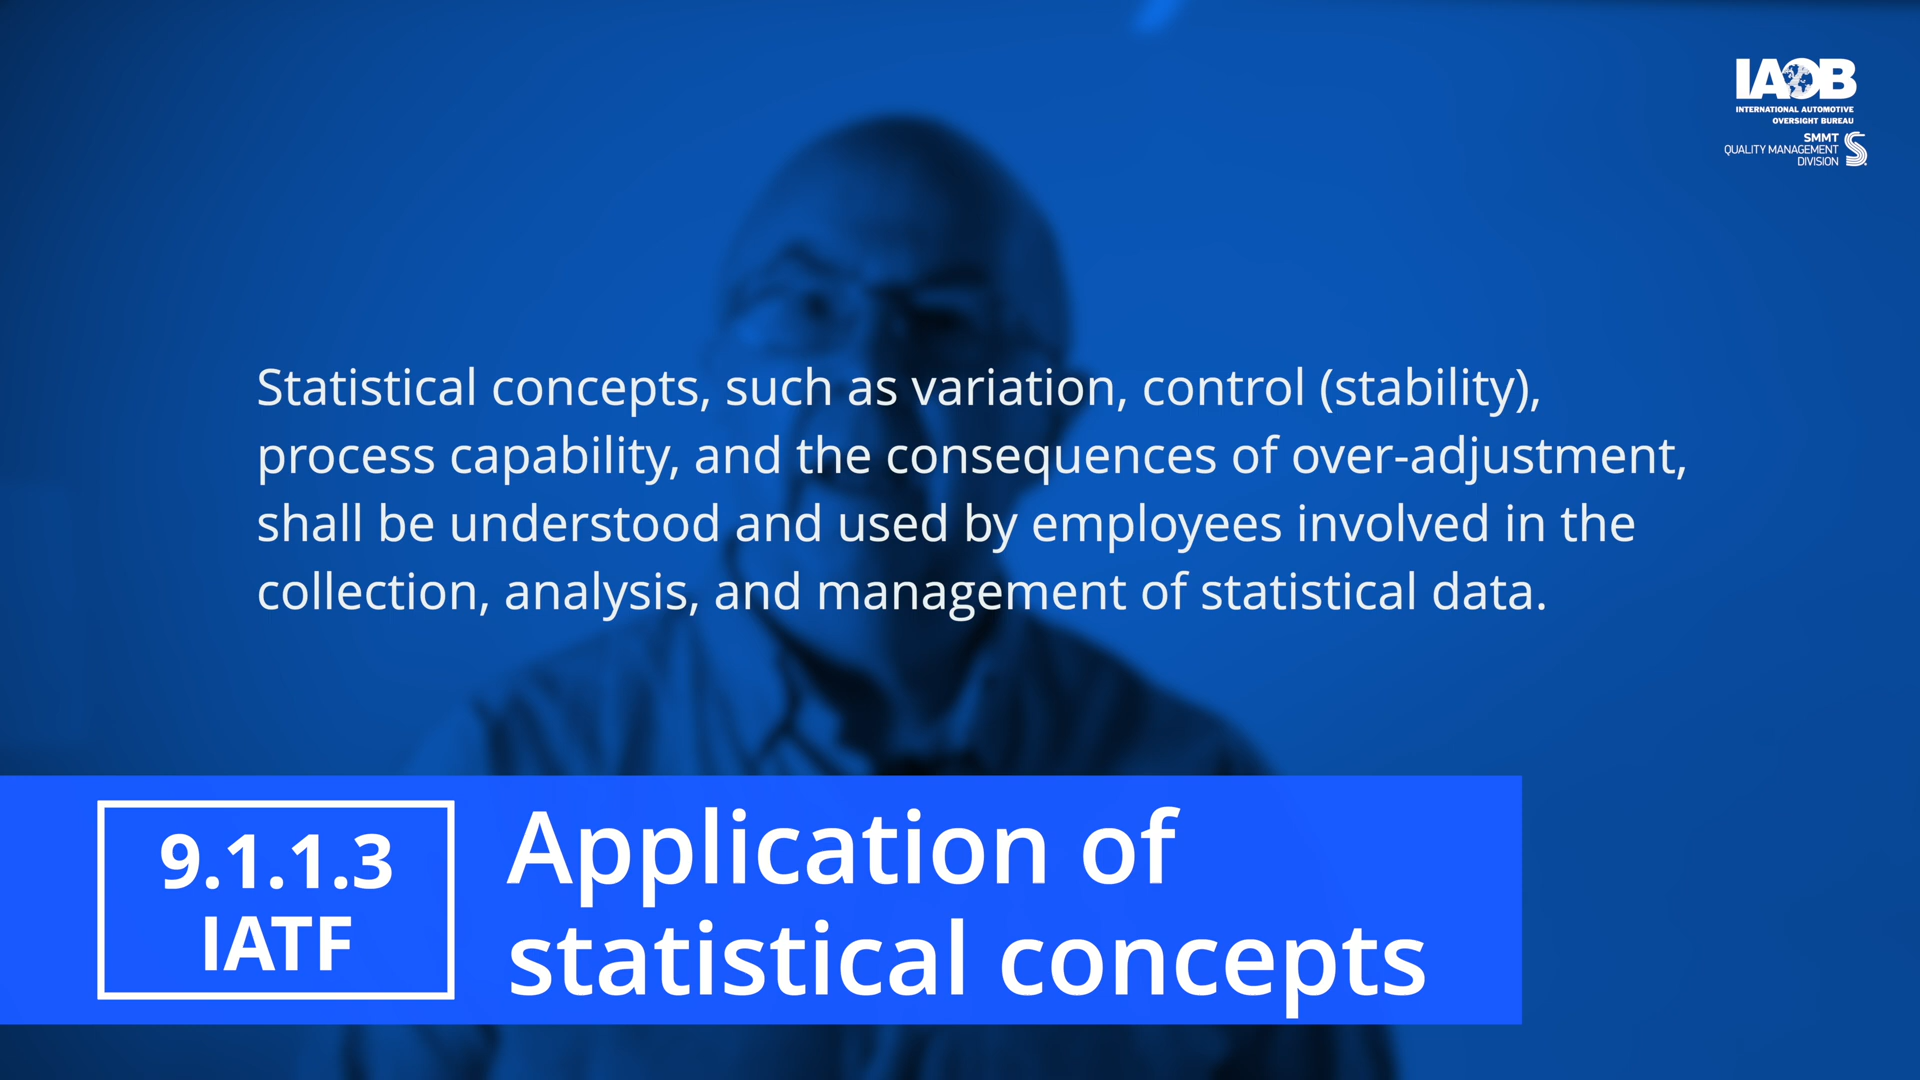 IAOB
INTERNATIONAL AUTOMOTIVE
OVERSIGHT BUREAU
SMMT
QUALITY MANAGEMENT
DIVISION
Statistical concepts, such as variation, control (stability),
process capability, and the consequences of over-adjustment,
shall be understood and used by employees involved in the
collection, analysis, and management of statistical data.
9.1.1.3
IATF
Application of
statistical concepts